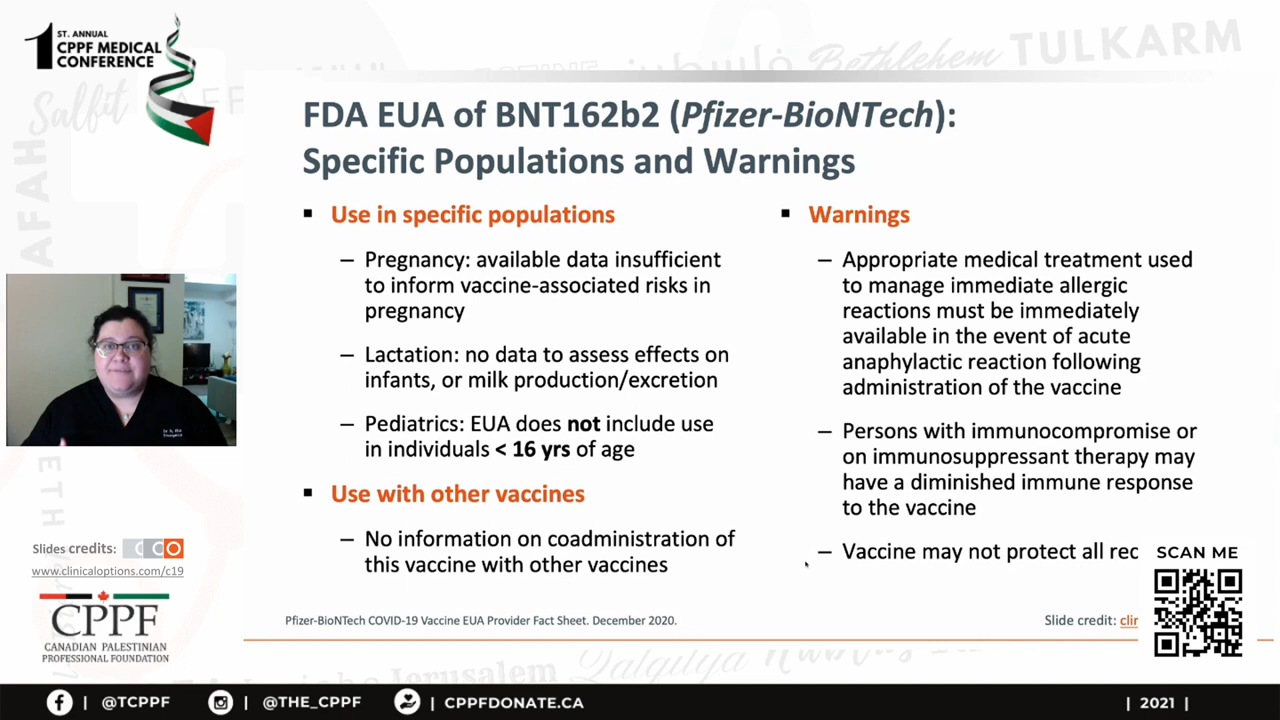 1 ST. ANNUAL
CPPF MEDICAL
CONFERENCE
Salfit
Bethlehem
TULKARM
FDA EUA of BNT162b2 (Pfizer-BioNTech):
Specific Populations and Warnings
▪ Use in specific populations
– Pregnancy: available data insufficient
to inform vaccine-associated risks in
pregnancy
– Lactation: no data to assess effects on
infants, or milk production/excretion
– Pediatrics: EUA does not include use
in individuals < 16 yrs of age
▪ Use with other vaccines
– No information on coadministration of
this vaccine with other vaccines
▪ Warnings
– Appropriate medical treatment used
to manage immediate allergic
reactions must be immediately
available in the event of acute
anaphylactic reaction following
administration of the vaccine
– Persons with immunocompromise or
on immunosuppressant therapy may
have a diminished immune response
to the vaccine
– Vaccine may not protect all rec
SCAN ME
Slides credits: CCO
www.clinicaloptions.com/c19
CPPF
CANADIAN PALESTINIAN
PROFESSIONAL FOUNDATION
Pfizer-BioNTech COVID-19 Vaccine EUA Provider Fact Sheet. December 2020.
Slide credit: clir
Jerusalem
Qalqilya
| @TCPPF
| @THE_CPPF
| CPPFDONATE.CA
| 2021 |